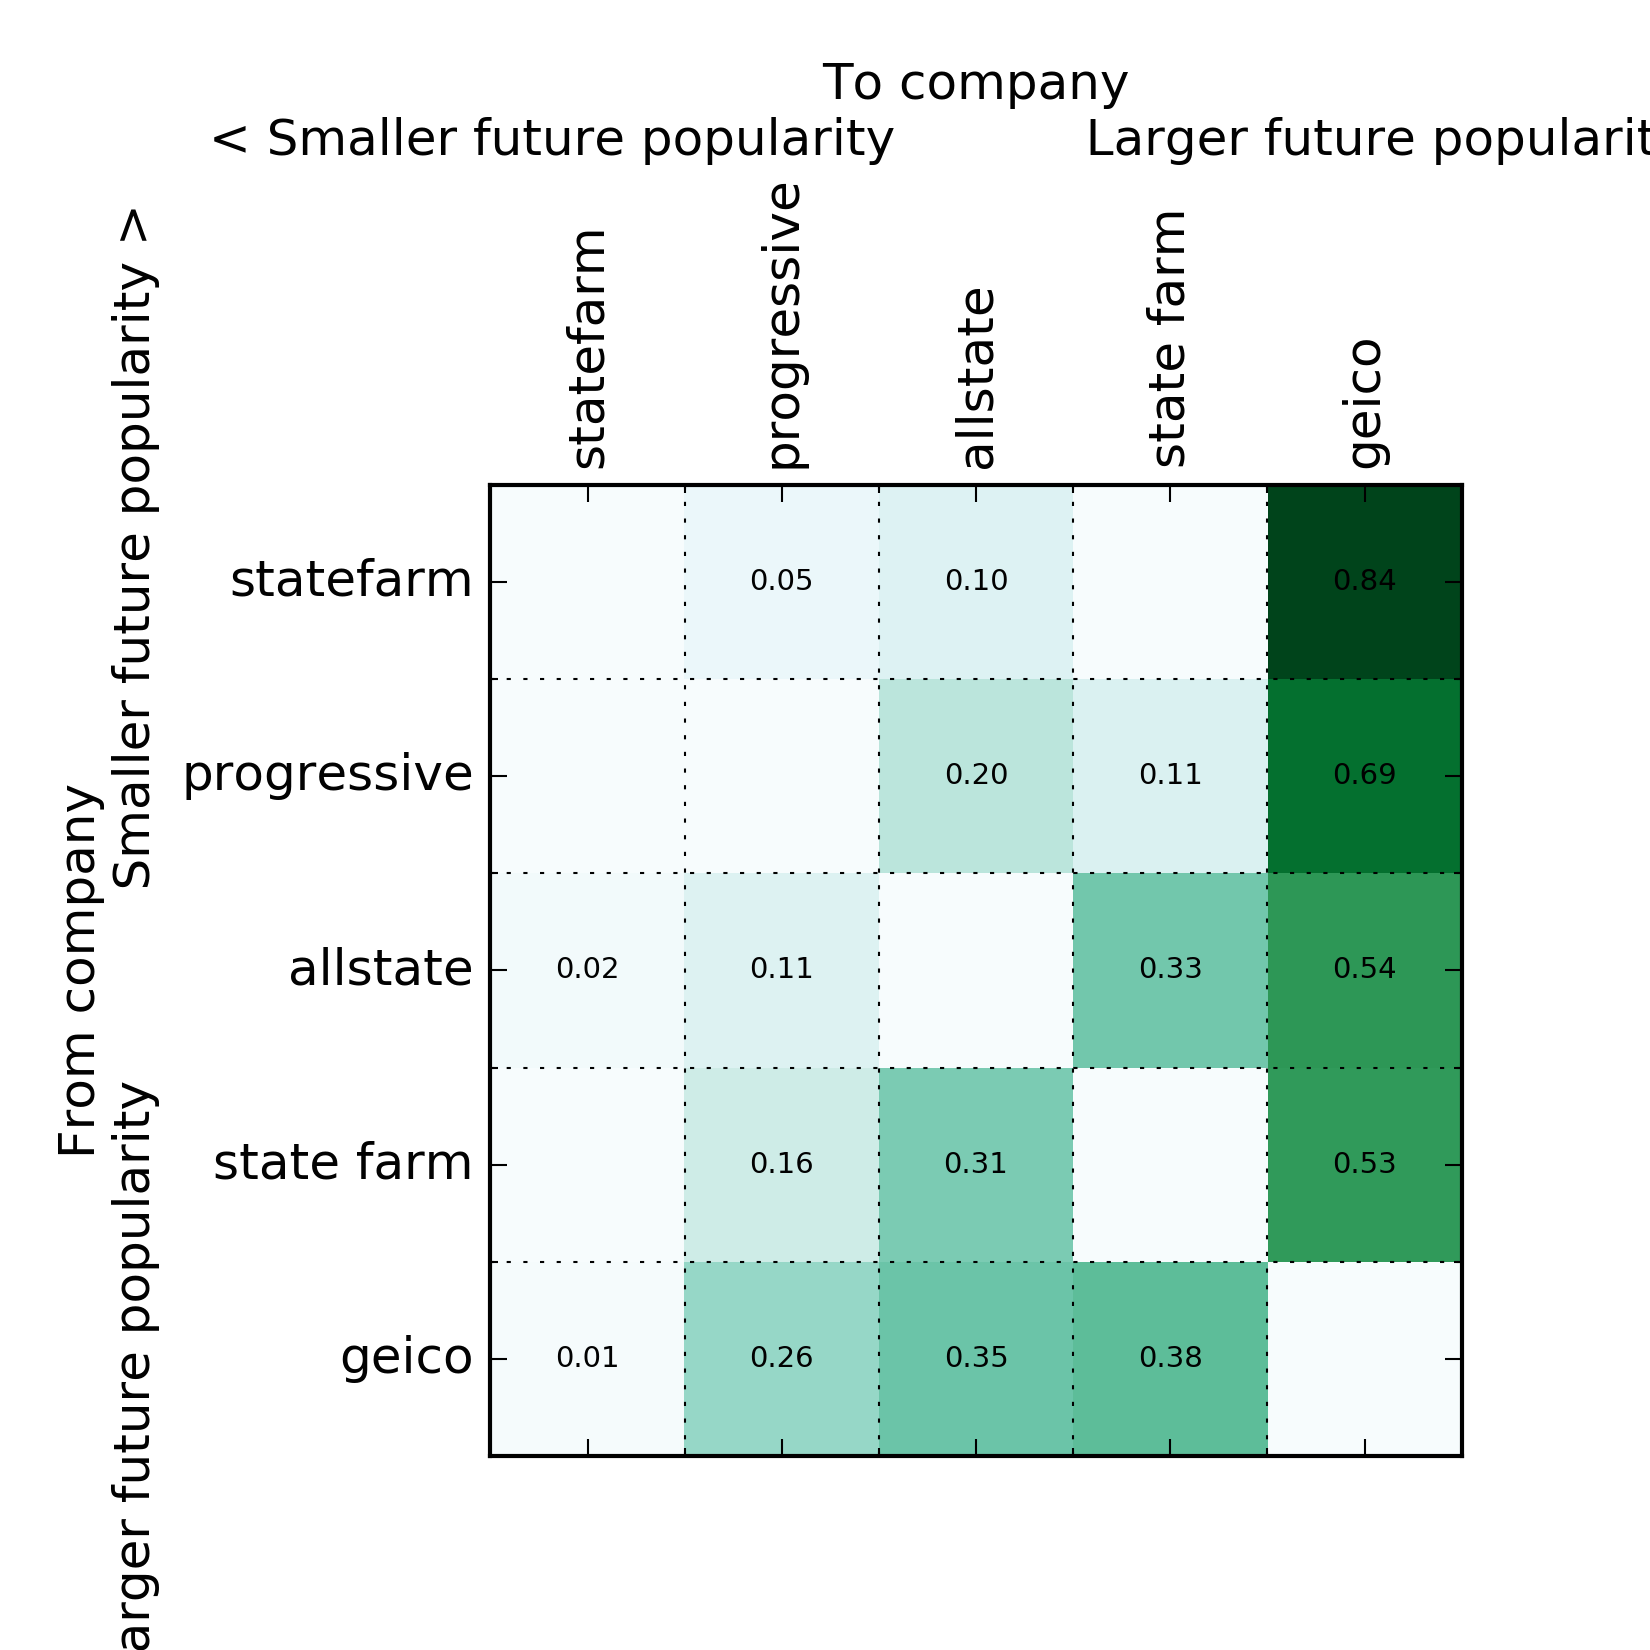 To company
< Smaller future popularity Larger future popularit
statefarm progressive allstate state farm geico
From company
arger future popularity Smaller future popularity >
statefarm 0.05 0.10 0.84
progressive 0.20 0.11 0.69
allstate 0.02 0.11 0.33 0.54
state farm 0.16 0.31 0.53
geico 0.01 0.26 0.35 0.38